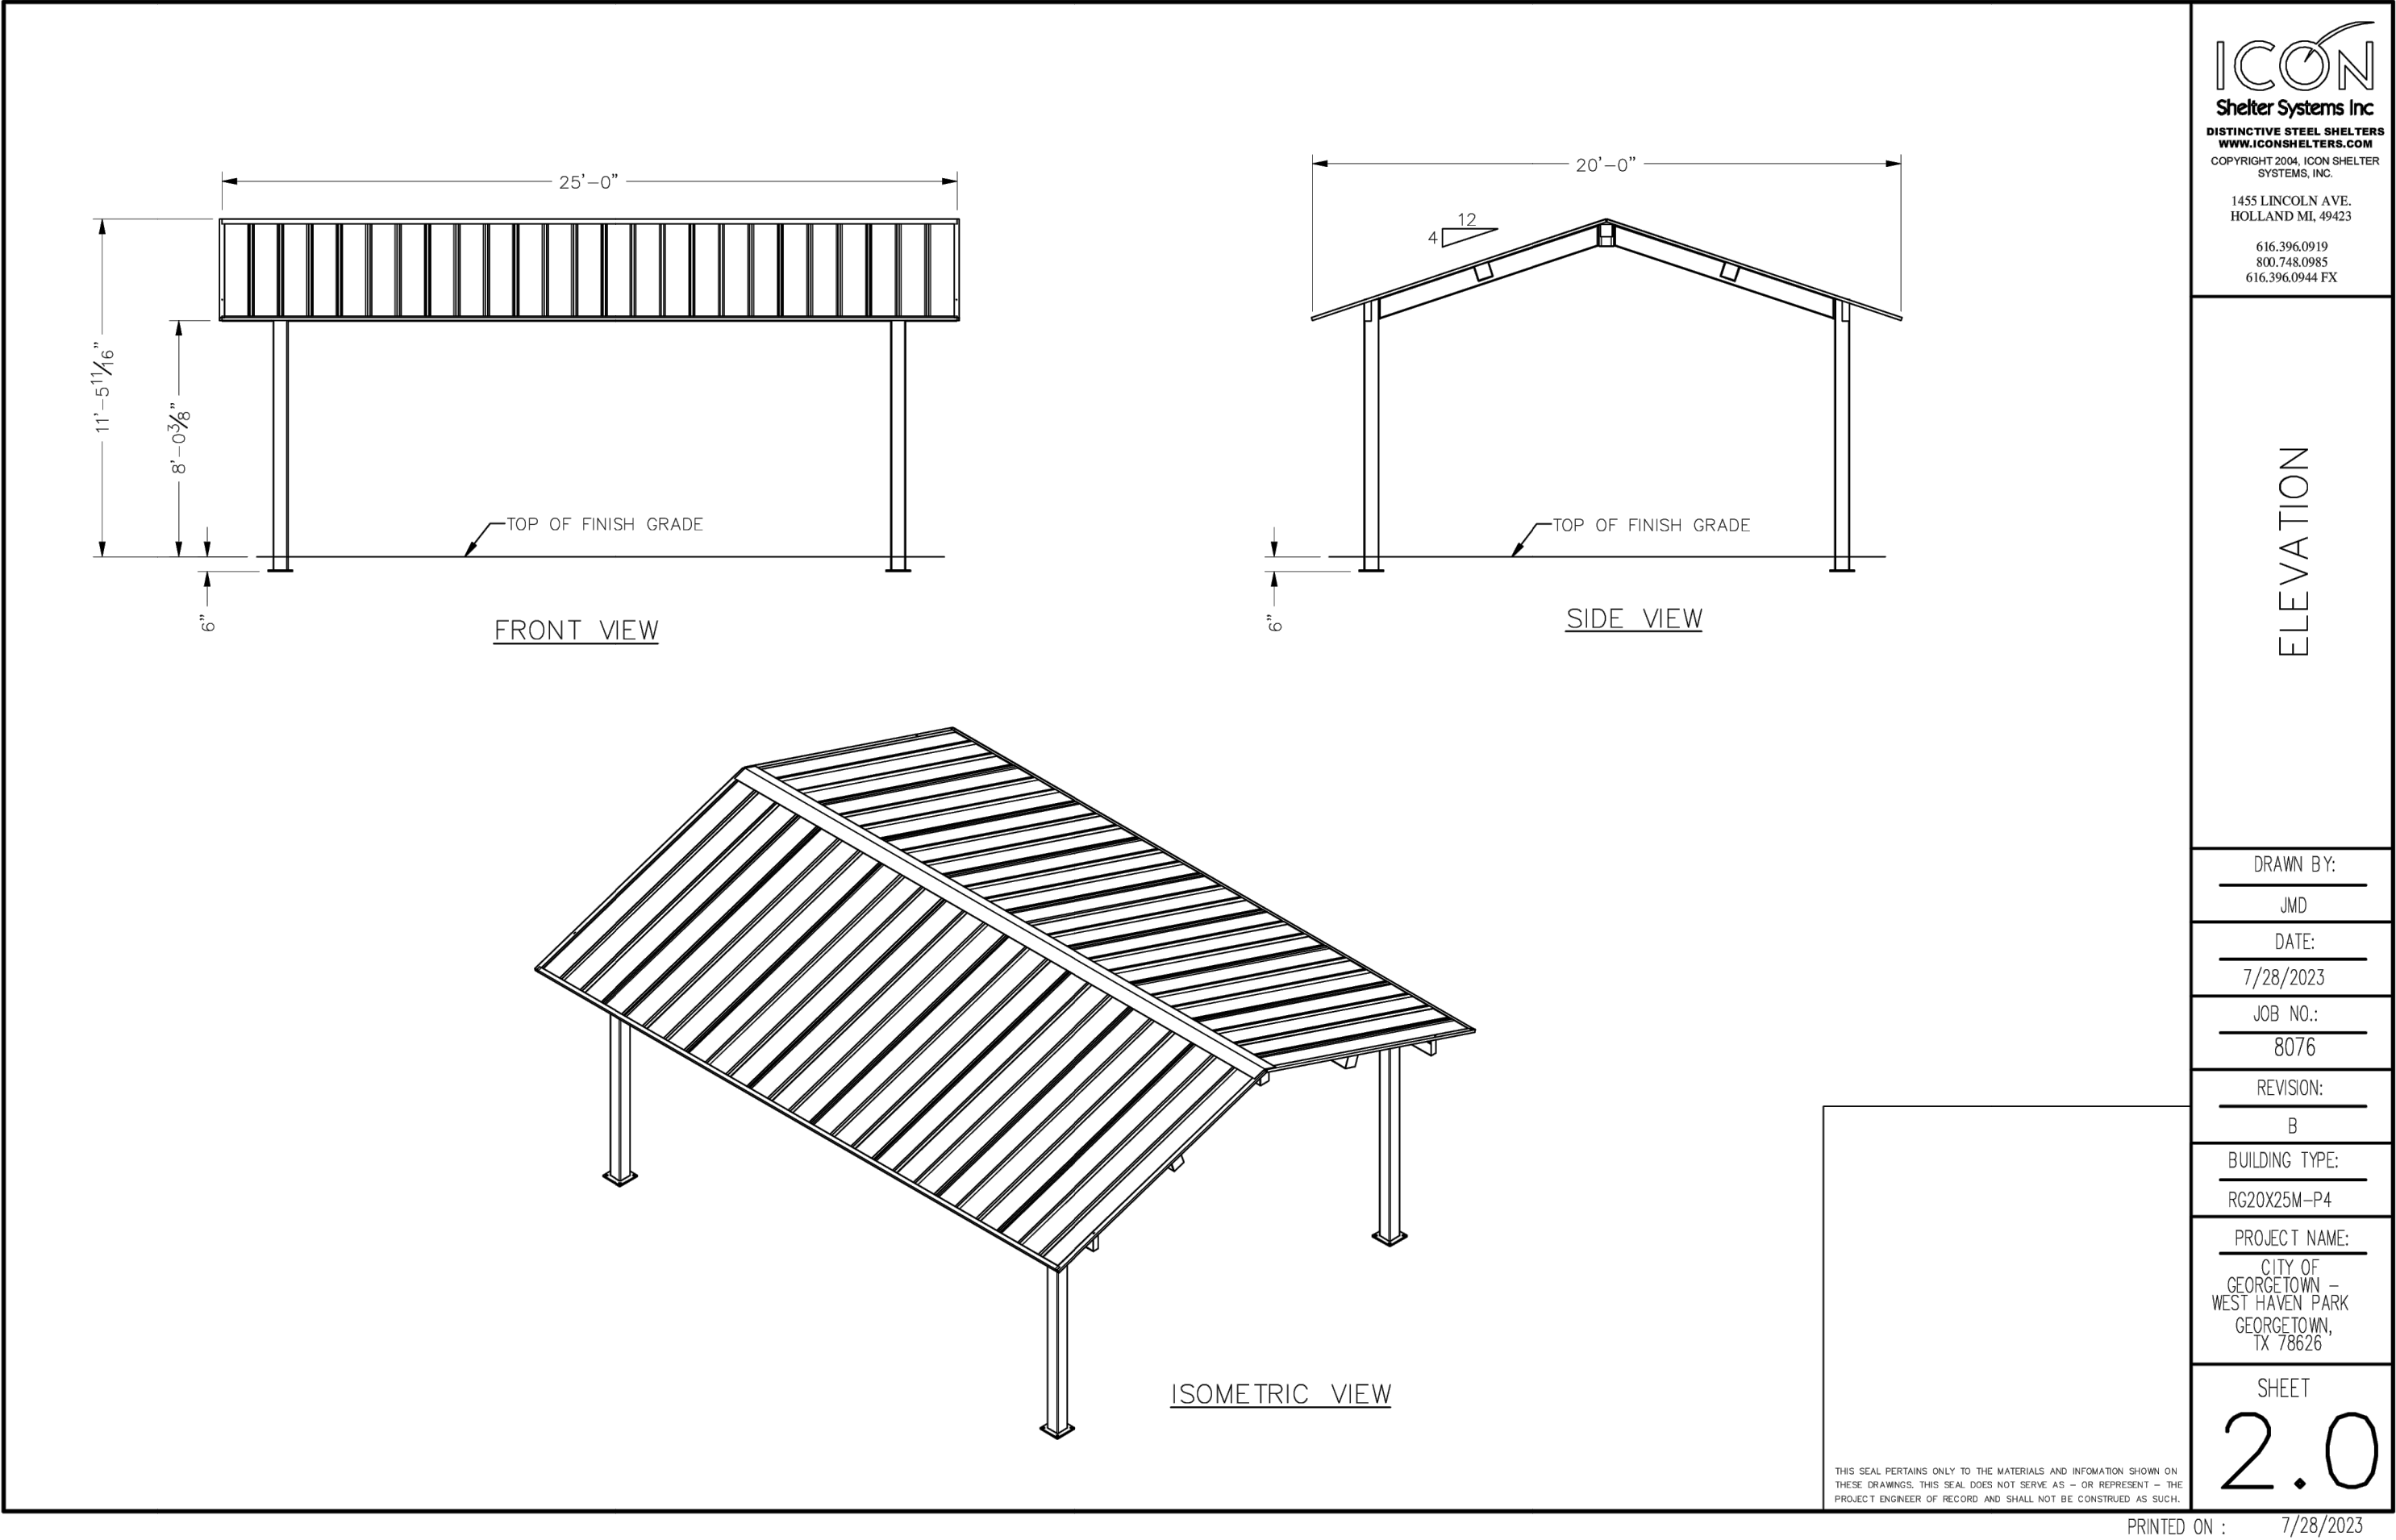 25'-0"
11'-5 11/16"
8'-0 3/8"
6"
TOP OF FINISH GRADE
FRONT VIEW
20'-0"
12
4
TOP OF FINISH GRADE
6"
SIDE VIEW
ISOMETRIC VIEW
THIS SEAL PERTAINS ONLY TO THE MATERIALS AND INFOMATION SHOWN ON
THESE DRAWINGS. THIS SEAL DOES NOT SERVE AS - OR REPRESENT - THE
PROJECT ENGINEER OF RECORD AND SHALL NOT BE CONSTRUED AS SUCH.
ICON
Shelter Systems Inc
DISTINCTIVE STEEL SHELTERS
WWW.ICONSHELTERS.COM
COPYRIGHT 2004, ICON SHELTER
SYSTEMS, INC.
1455 LINCOLN AVE.
HOLLAND MI, 49423
616.396.0919
800.748.0985
616.396.0944 FX
ELEVATION
DRAWN BY:
JMD
DATE:
7/28/2023
JOB NO.:
8076
REVISION:
B
BUILDING TYPE:
RG20X25M-P4
PROJECT NAME:
CITY OF
GEORGETOWN -
WEST HAVEN PARK
GEORGETOWN,
TX 78626
SHEET
2.0
PRINTED ON : 7/28/2023